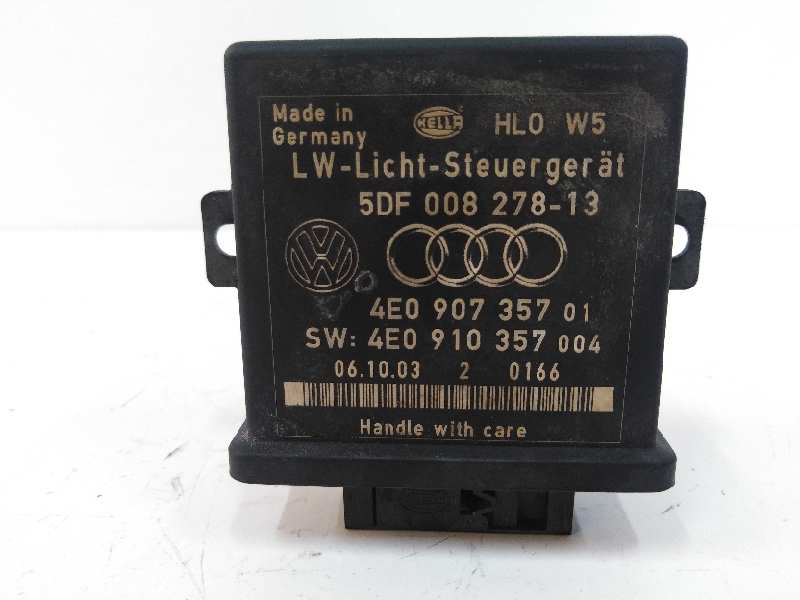 Made in
Germany
HELLA
HLO W5
LW-Licht-Steuergerät
5DF 008 278-13
4E0 907 357 01
SW: 4E0 910 357 004
06.10.03 2 0166
Handle with care